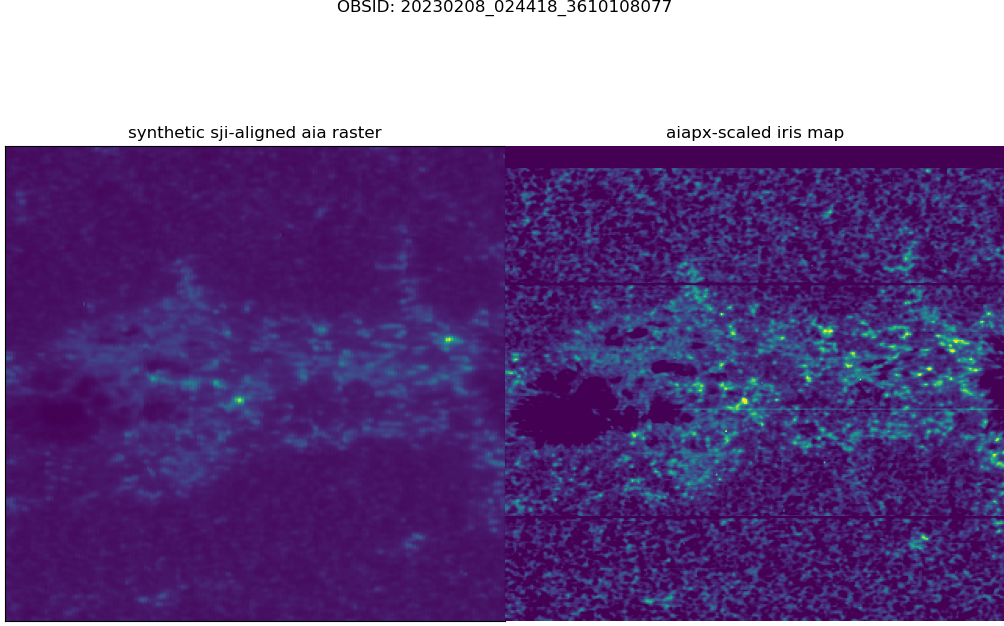 OBSID: 20230208_024418_3610108077
synthetic sji-aligned aia raster
aiapx-scaled iris map